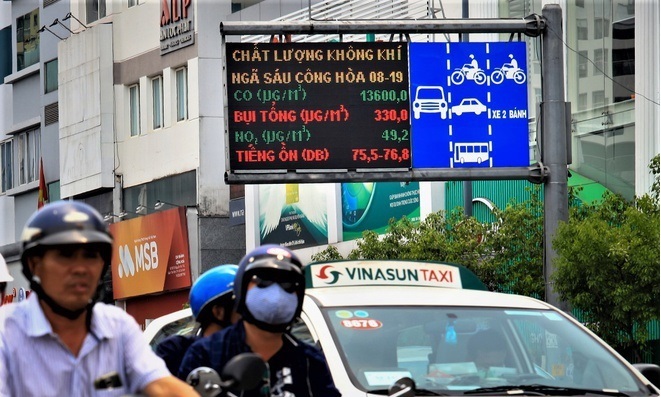 CHẤT LƯỢNG KHÔNG KHÍ
NGÃ SÁU CỘNG HÒA 08-19
CO (µG/M³) 13600,0
BỤI TỔNG (µG/M³) 330,0
NO₂ (µG/M³) 49,2
TIẾNG ỒN (DB) 75,5-76,8
XE 2 BÁNH
MSB
VINASUN TAXI
8678